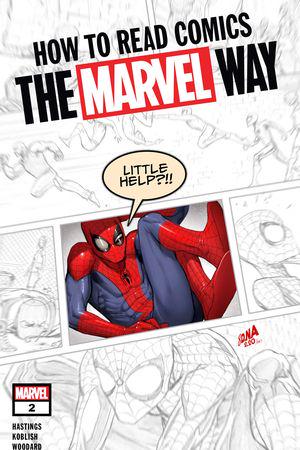 HOW TO READ COMICS
THE MARVEL WAY
LITTLE
HELP?!!
MARVEL
2
HASTINGS
KOBLISH
WOODARD